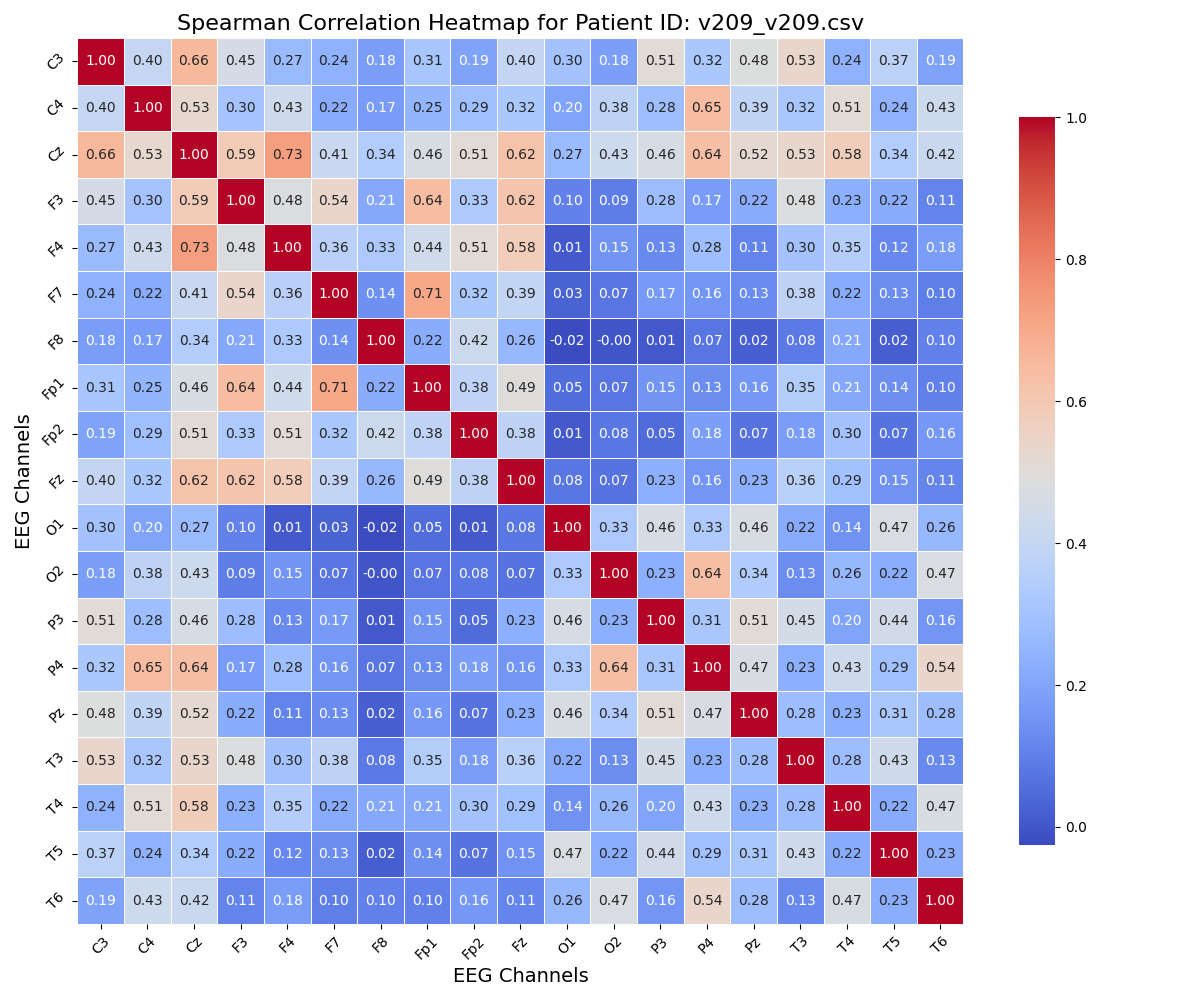 Spearman Correlation Heatmap for Patient ID: v209_v209.csv
C3 1.00 0.40 0.66 0.45 0.27 0.24 0.18 0.31 0.19 0.40 0.30 0.18 0.51 0.32 0.48 0.53 0.24 0.37 0.19
C4 0.40 1.00 0.53 0.30 0.43 0.22 0.17 0.25 0.29 0.32 0.20 0.38 0.28 0.65 0.39 0.32 0.51 0.24 0.43
Cz 0.66 0.53 1.00 0.59 0.73 0.41 0.34 0.46 0.51 0.62 0.27 0.43 0.46 0.64 0.52 0.53 0.58 0.34 0.42
F3 0.45 0.30 0.59 1.00 0.48 0.54 0.21 0.64 0.33 0.62 0.10 0.09 0.28 0.17 0.22 0.48 0.23 0.22 0.11
F4 0.27 0.43 0.73 0.48 1.00 0.36 0.33 0.44 0.51 0.58 0.01 0.15 0.13 0.28 0.11 0.30 0.35 0.12 0.18
F7 0.24 0.22 0.41 0.54 0.36 1.00 0.14 0.71 0.32 0.39 0.03 0.07 0.17 0.16 0.13 0.38 0.22 0.13 0.10
F8 0.18 0.17 0.34 0.21 0.33 0.14 1.00 0.22 0.42 0.26 -0.02 -0.00 0.01 0.07 0.02 0.08 0.21 0.02 0.10
Fp1 0.31 0.25 0.46 0.64 0.44 0.71 0.22 1.00 0.38 0.49 0.05 0.07 0.15 0.13 0.16 0.35 0.21 0.14 0.10
Fp2 0.19 0.29 0.51 0.33 0.51 0.32 0.42 0.38 1.00 0.38 0.01 0.08 0.05 0.18 0.07 0.18 0.30 0.07 0.16
Fz 0.40 0.32 0.62 0.62 0.58 0.39 0.26 0.49 0.38 1.00 0.08 0.07 0.23 0.16 0.23 0.36 0.29 0.15 0.11
O1 0.30 0.20 0.27 0.10 0.01 0.03 -0.02 0.05 0.01 0.08 1.00 0.33 0.46 0.33 0.46 0.22 0.14 0.47 0.26
O2 0.18 0.38 0.43 0.09 0.15 0.07 -0.00 0.07 0.08 0.07 0.33 1.00 0.23 0.64 0.34 0.13 0.26 0.22 0.47
P3 0.51 0.28 0.46 0.28 0.13 0.17 0.01 0.15 0.05 0.23 0.46 0.23 1.00 0.31 0.51 0.45 0.20 0.44 0.16
P4 0.32 0.65 0.64 0.17 0.28 0.16 0.07 0.13 0.18 0.16 0.33 0.64 0.31 1.00 0.47 0.23 0.43 0.29 0.54
Pz 0.48 0.39 0.52 0.22 0.11 0.13 0.02 0.16 0.07 0.23 0.46 0.34 0.51 0.47 1.00 0.28 0.23 0.31 0.28
T3 0.53 0.32 0.53 0.48 0.30 0.38 0.08 0.35 0.18 0.36 0.22 0.13 0.45 0.23 0.28 1.00 0.28 0.43 0.13
T4 0.24 0.51 0.58 0.23 0.35 0.22 0.21 0.21 0.30 0.29 0.14 0.26 0.20 0.43 0.23 0.28 1.00 0.22 0.47
T5 0.37 0.24 0.34 0.22 0.12 0.13 0.02 0.14 0.07 0.15 0.47 0.22 0.44 0.29 0.31 0.43 0.22 1.00 0.23
T6 0.19 0.43 0.42 0.11 0.18 0.10 0.10 0.10 0.16 0.11 0.26 0.47 0.16 0.54 0.28 0.13 0.47 0.23 1.00
C3 C4 Cz F3 F4 F7 F8 Fp1 Fp2 Fz O1 O2 P3 P4 Pz T3 T4 T5 T6
EEG Channels
EEG Channels
1.0
0.8
0.6
0.4
0.2
0.0